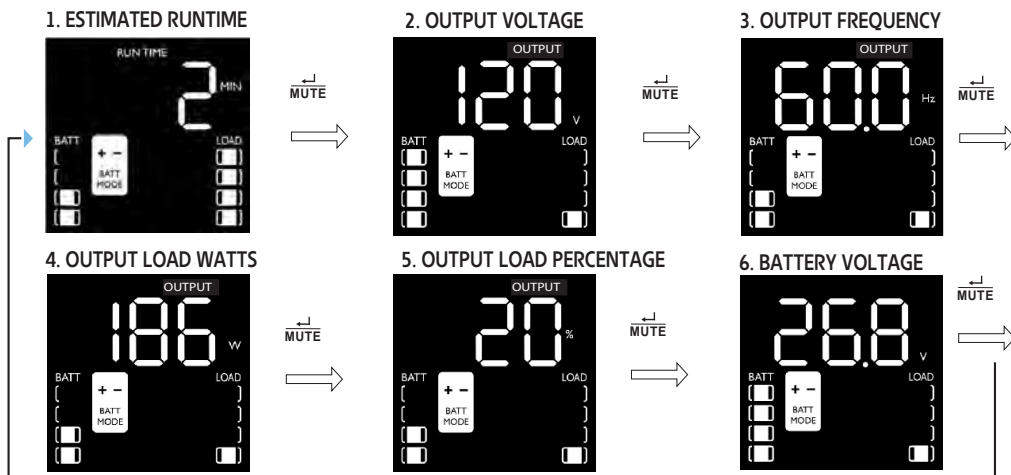 1. ESTIMATED RUNTIME
RUN TIME
2 MIN
BATT
LOAD
+ -
BATT
MODE
↵
MUTE
2. OUTPUT VOLTAGE
OUTPUT
120 V
BATT
LOAD
+ -
BATT
MODE
↵
MUTE
3. OUTPUT FREQUENCY
OUTPUT
60.0 Hz
BATT
LOAD
+ -
BATT
MODE
↵
MUTE
4. OUTPUT LOAD WATTS
OUTPUT
186 W
BATT
LOAD
+ -
BATT
MODE
↵
MUTE
5. OUTPUT LOAD PERCENTAGE
OUTPUT
20 %
BATT
LOAD
+ -
BATT
MODE
↵
MUTE
6. BATTERY VOLTAGE
26.8 V
BATT
LOAD
+ -
BATT
MODE
↵
MUTE